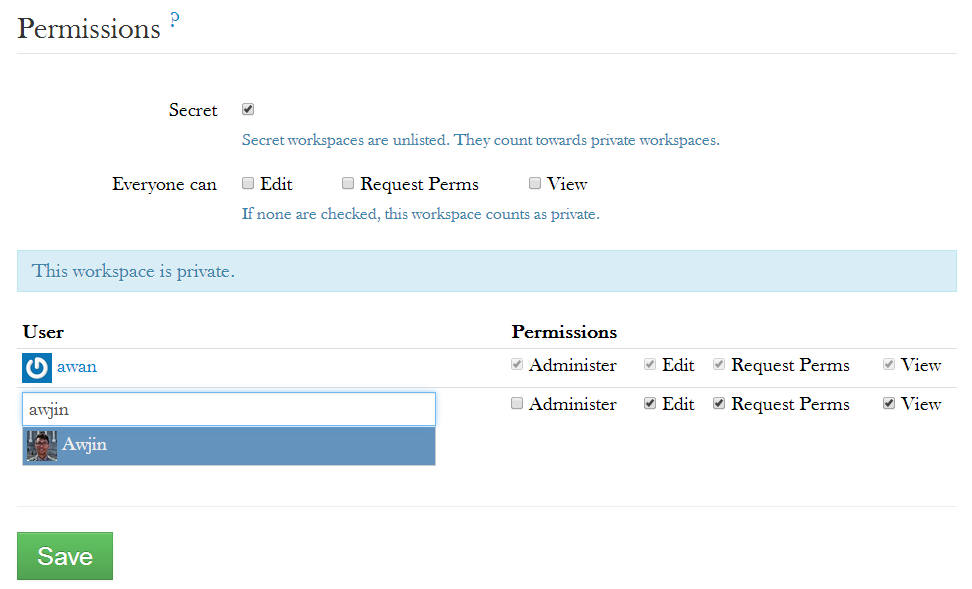 Permissions ?
Secret
Secret workspaces are unlisted. They count towards private workspaces.
Everyone can Edit Request Perms View
If none are checked, this workspace counts as private.
This workspace is private.
User Permissions
awan Administer Edit Request Perms View
awjin Administer Edit Request Perms View
Awjin
Save